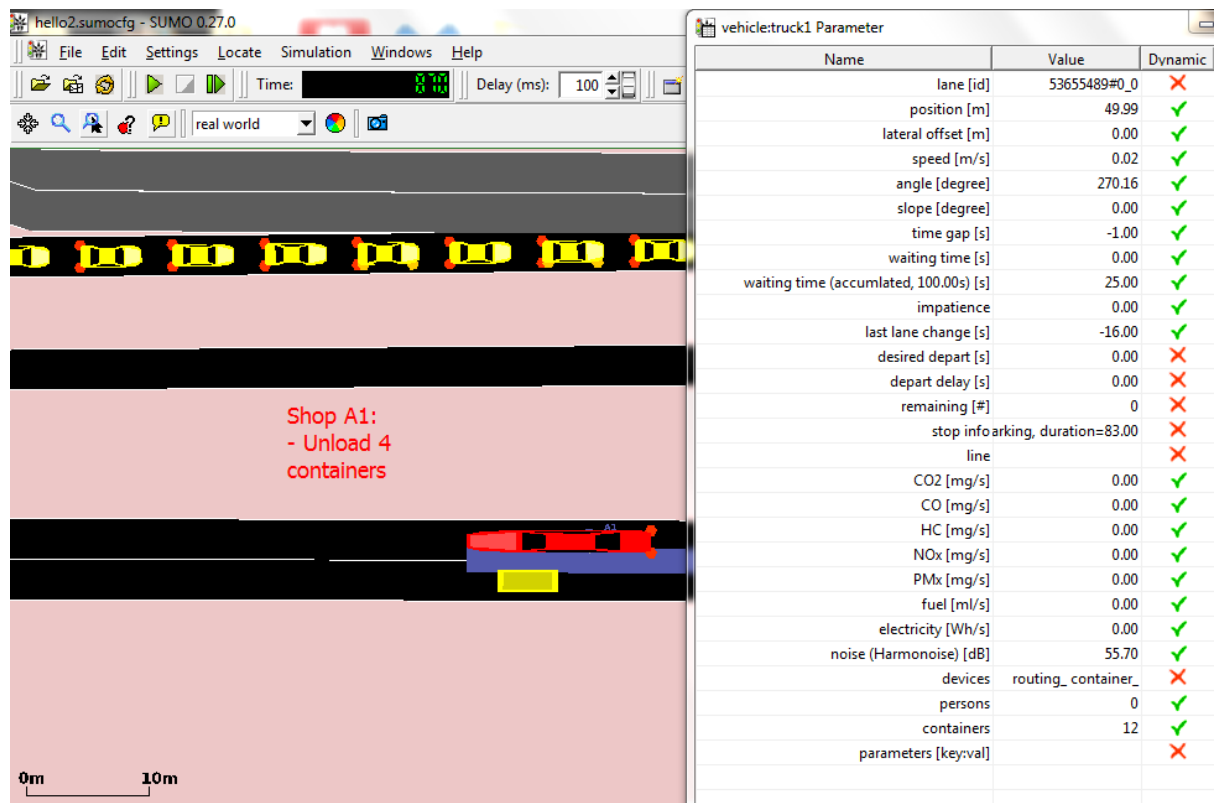 hello2.sumocfg - SUMO 0.27.0
File Edit Settings Locate Simulation Windows Help
Time: 870 Delay (ms): 100
real world
Shop A1:
- Unload 4
containers
A1
0m 10m
vehicle:truck1 Parameter
Name Value Dynamic
lane [id] 53655489#0_0
position [m] 49.99
lateral offset [m] 0.00
speed [m/s] 0.02
angle [degree] 270.16
slope [degree] 0.00
time gap [s] -1.00
waiting time [s] 0.00
waiting time (accumlated, 100.00s) [s] 25.00
impatience 0.00
last lane change [s] -16.00
desired depart [s] 0.00
depart delay [s] 0.00
remaining [#] 0
stop info arking, duration=83.00
line
CO2 [mg/s] 0.00
CO [mg/s] 0.00
HC [mg/s] 0.00
NOx [mg/s] 0.00
PMx [mg/s] 0.00
fuel [ml/s] 0.00
electricity [Wh/s] 0.00
noise (Harmonoise) [dB] 55.70
devices routing_ container_
persons 0
containers 12
parameters [key:val]